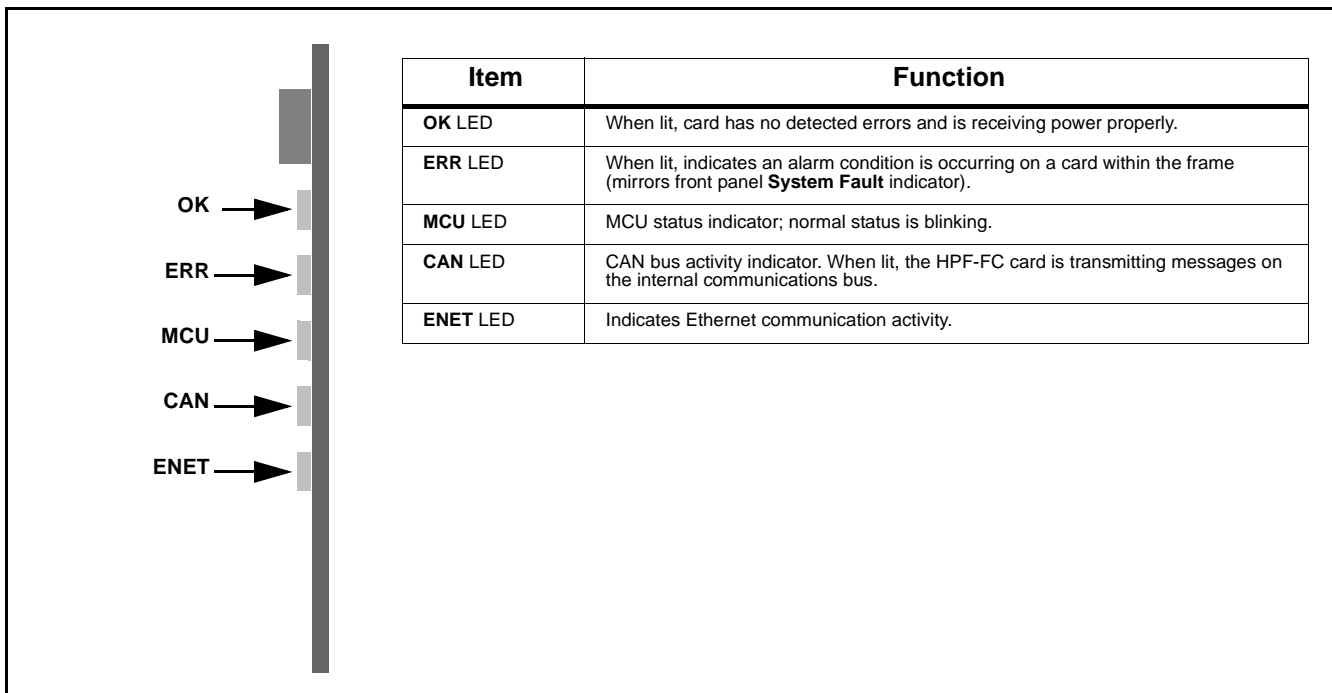 OK
ERR
MCU
CAN
ENET
Item Function
OK LED When lit, card has no detected errors and is receiving power properly.
ERR LED When lit, indicates an alarm condition is occurring on a card within the frame
(mirrors front panel System Fault indicator).
MCU LED MCU status indicator; normal status is blinking.
CAN LED CAN bus activity indicator. When lit, the HPF-FC card is transmitting messages on
the internal communications bus.
ENET LED Indicates Ethernet communication activity.